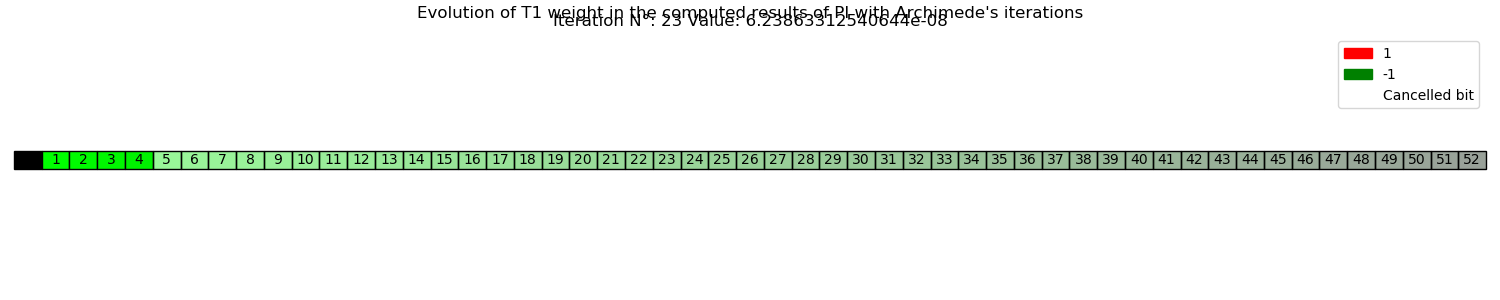 Evolution of T1 weight in the computed results of PI with Archimede's iterations
Iteration N°: 23 Value: 6.23863312540644e-08
1
-1
Cancelled bit
1 2 3 4 5 6 7 8 9 10 11 12 13 14 15 16 17 18 19 20 21 22 23 24 25 26 27 28 29 30 31 32 33 34 35 36 37 38 39 40 41 42 43 44 45 46 47 48 49 50 51 52